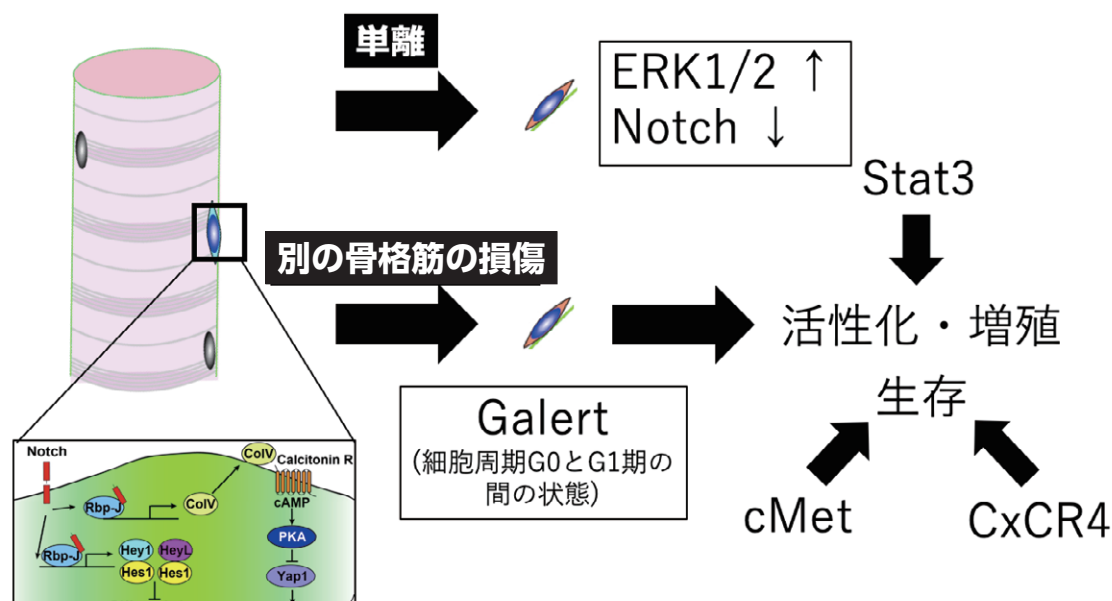 単離
ERK1/2 ↑
Notch ↓
Stat3
別の骨格筋の損傷
活性化・増殖
生存
Galert
(細胞周期G0とG1期の
間の状態)
cMet
CxCR4
Notch
ColV
Calcitonin R
Rbp-J
ColV
cAMP
PKA
Rbp-J
Hey1
HeyL
Hes1
Hes1
Yap1